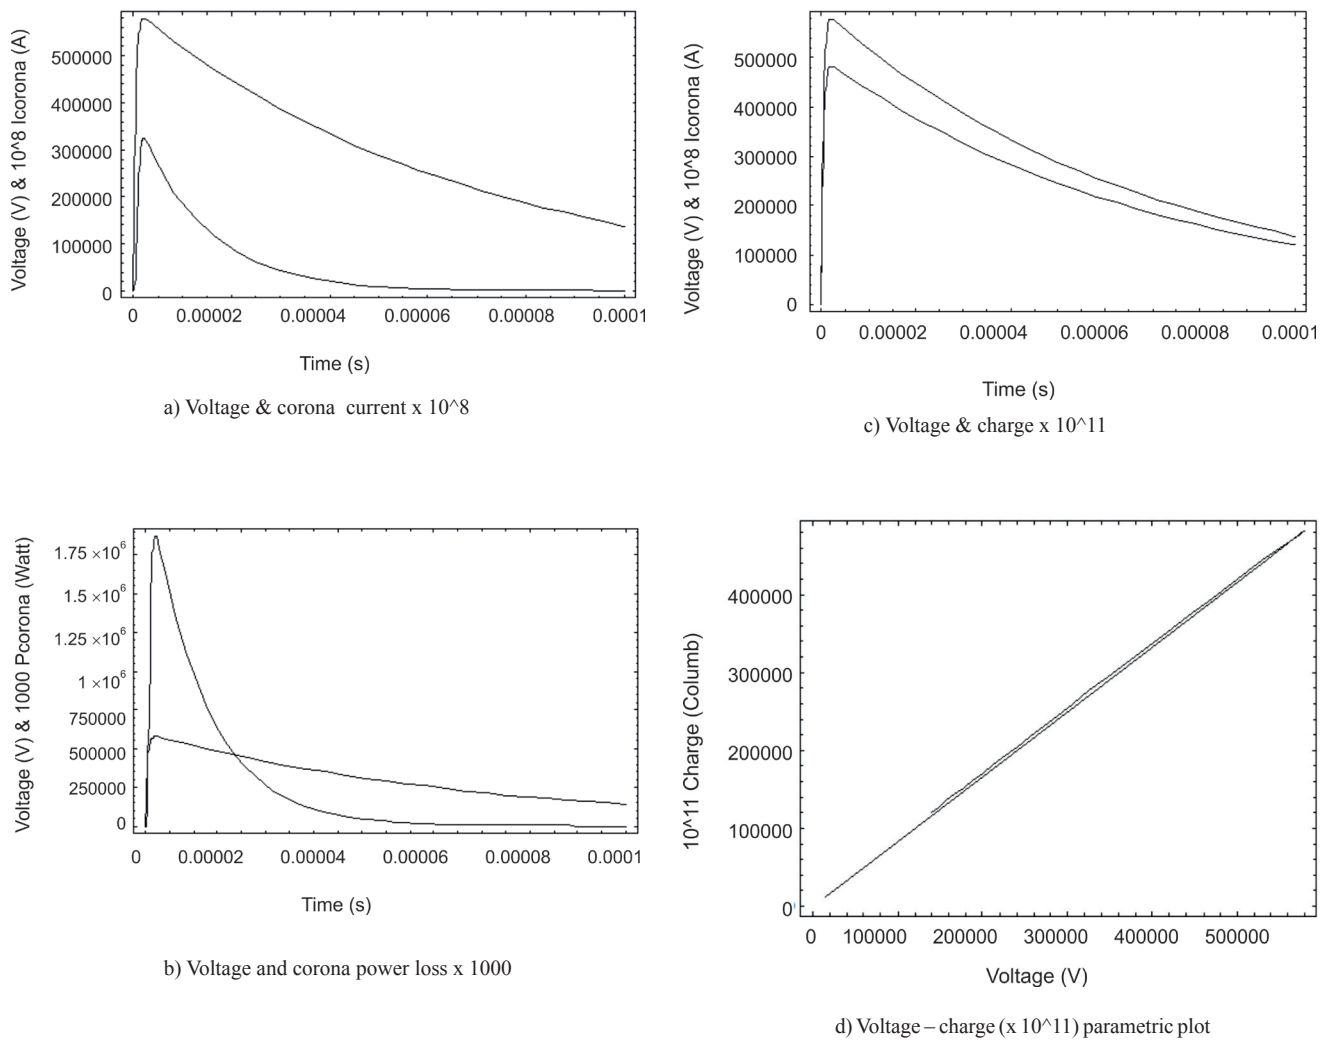 Voltage (V) & 10^8 Icorona (A)
500000
400000
300000
200000
100000
0
0 0.00002 0.00004 0.00006 0.00008 0.0001
Time (s)
a) Voltage & corona current x 10^8
Voltage (V) & 10^8 Icorona (A)
500000
400000
300000
200000
100000
0
0 0.00002 0.00004 0.00006 0.00008 0.0001
Time (s)
c) Voltage & charge x 10^11
Voltage (V) & 1000 Pcorona (Watt)
1.75 ×10^6
1.5 ×10^6
1.25 ×10^6
1 ×10^6
750000
500000
250000
0
0 0.00002 0.00004 0.00006 0.00008 0.0001
Time (s)
b) Voltage and corona power loss x 1000
10^11 Charge (Columb)
400000
300000
200000
100000
0
0 100000 200000 300000 400000 500000
Voltage (V)
d) Voltage – charge (x 10^11) parametric plot